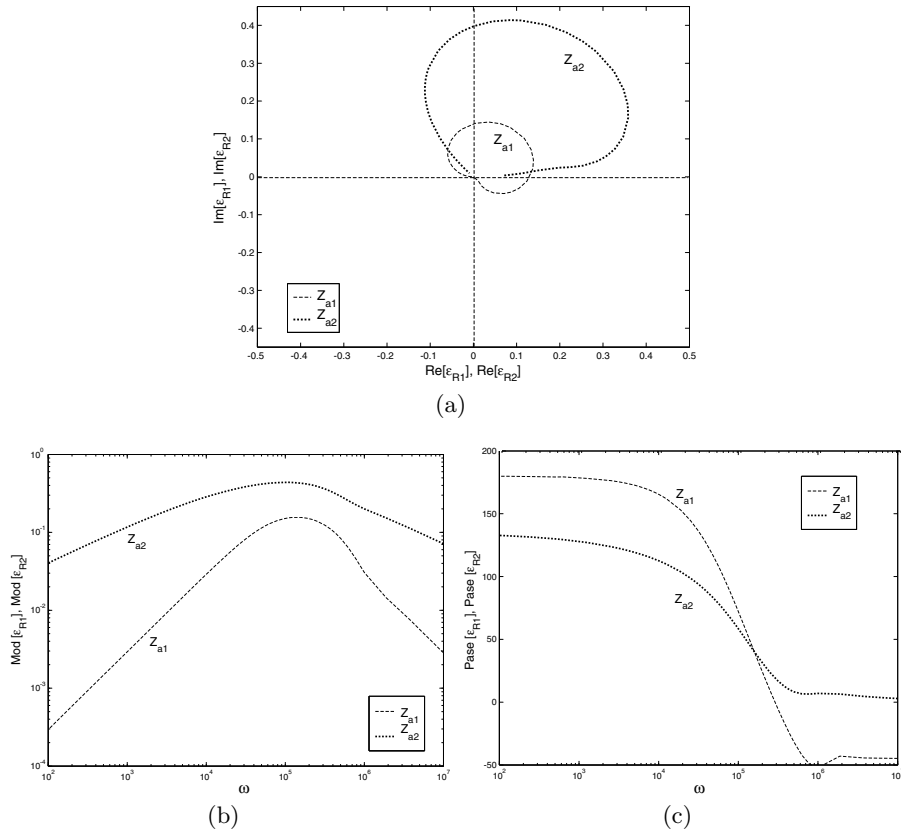 0.4
0.3
0.2
0.1
0
-0.1
-0.2
-0.3
-0.4
-0.5 -0.4 -0.3 -0.2 -0.1 0 0.1 0.2 0.3 0.4 0.5
Im[ε_R1], Im[ε_R2]
Re[ε_R1], Re[ε_R2]
Z_a2
Z_a1
Z_a1
Z_a2
(a)
10^0
10^-1
10^-2
10^-3
10^-4
10^2 10^3 10^4 10^5 10^6 10^7
Mod [ε_R1], Mod [ε_R2]
ω
Z_a2
Z_a1
Z_a1
Z_a2
(b)
200
150
100
50
0
-50
10^2 10^3 10^4 10^5 10^6 10
Pase [ε_R1], Pase [ε_R2]
ω
Z_a1
Z_a2
Z_a1
Z_a2
(c)